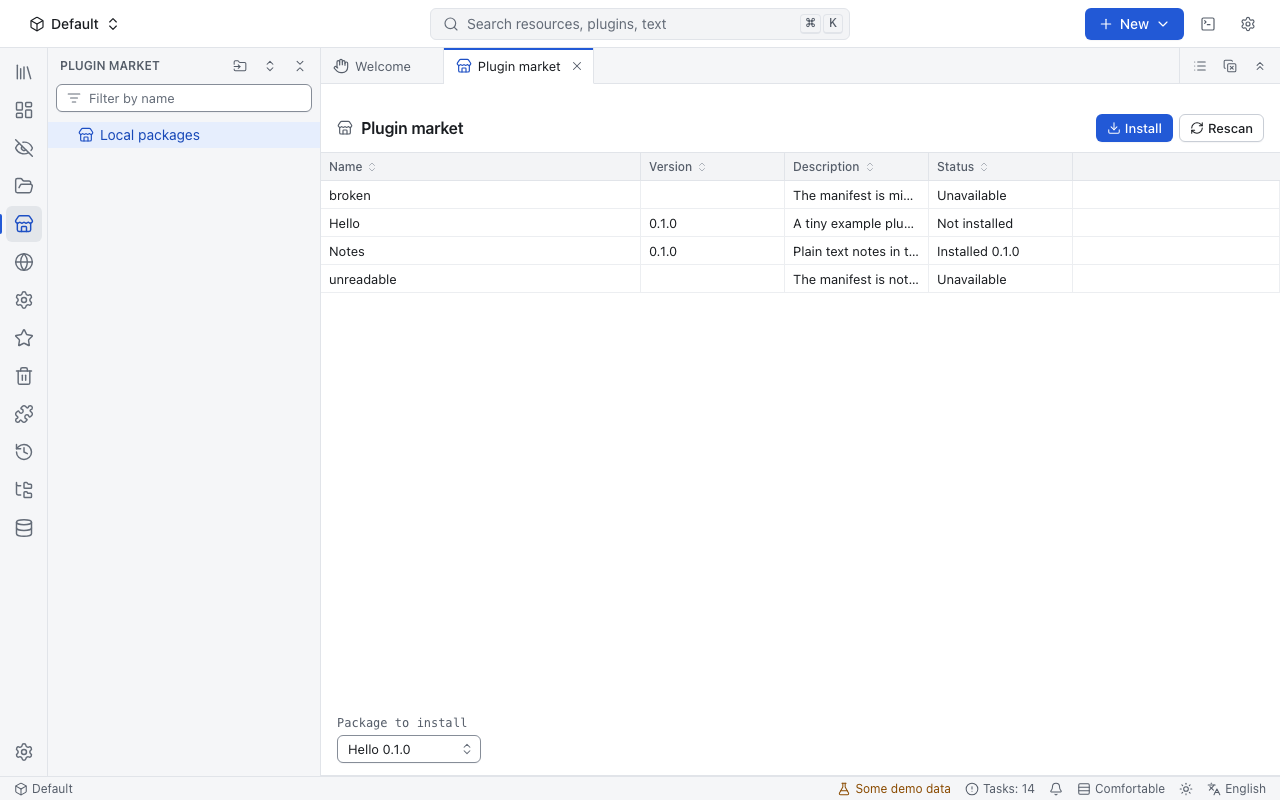 Default
Search resources, plugins, text
⌘ K
New
PLUGIN MARKET
Filter by name
Local packages
Welcome
Plugin market
Plugin market
Install
Rescan
Name Version Description Status
broken The manifest is mi... Unavailable
Hello 0.1.0 A tiny example plu... Not installed
Notes 0.1.0 Plain text notes in t... Installed 0.1.0
unreadable The manifest is not... Unavailable
Package to install
Hello 0.1.0
Default
Some demo data
Tasks: 14
Comfortable
English